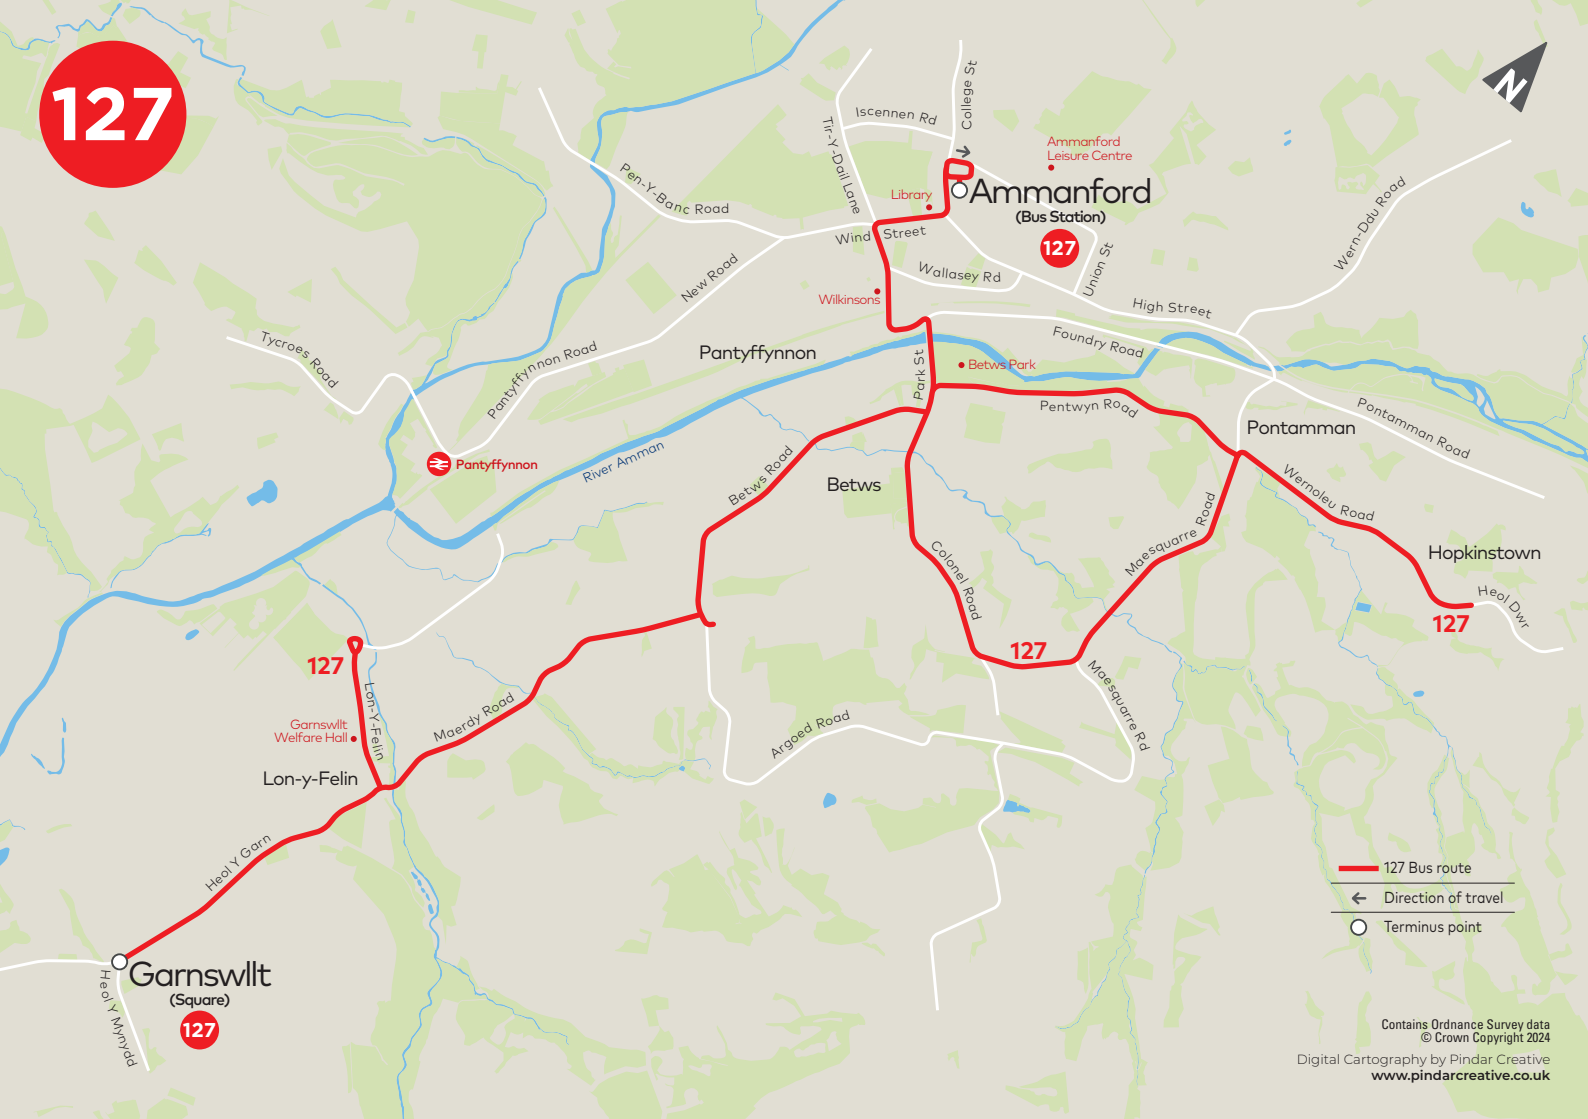 127
N
Iscennen Rd
College St
Tir-Y-Dail Lane
Ammanford
Leisure Centre
Library
Ammanford
(Bus Station)
127
Pen-Y-Banc Road
Wind Street
Wern-Ddu Road
New Road
Wallasey Rd
Union St
Wilkinsons
High Street
Foundry Road
Tycroes Road
Pantyffynnon Road
Pantyffynnon
Park St
Betws Park
Pentwyn Road
Pontamman
Pontamman Road
Pantyffynnon
River Amman
Betws Road
Betws
Wernoleu Road
Maesquarre Road
Colonel Road
Hopkinstown
Heol Dwr
127
127
127
Lon-Y-Felin
Maesquarre Rd
Garnswllt
Welfare Hall
Maerdy Road
Argoed Road
Lon-y-Felin
Heol Y Garn
127 Bus route
Direction of travel
Terminus point
Garnswllt
(Square)
127
Heol Y Mynydd
Contains Ordnance Survey data
© Crown Copyright 2024
Digital Cartography by Pindar Creative
www.pindarcreative.co.uk